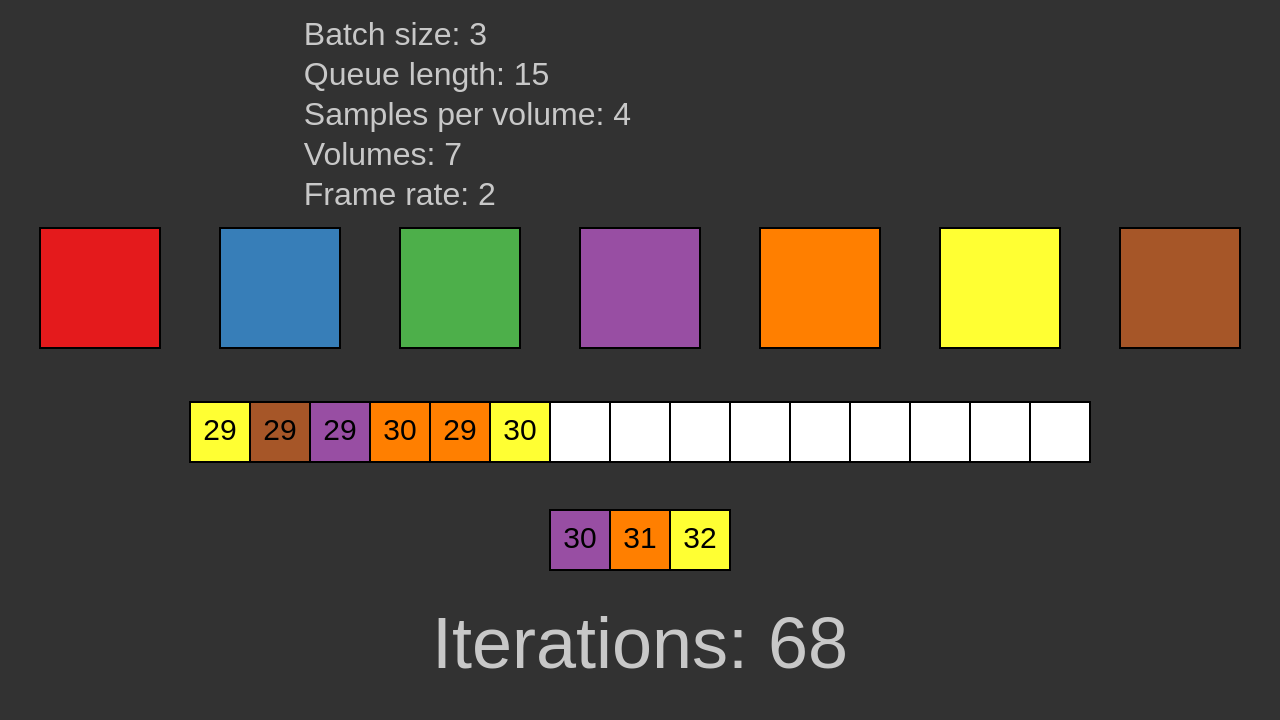 Batch size: 3
Queue length: 15
Samples per volume: 4
Volumes: 7
Frame rate: 2
29 29 29 30 29 30
30 31 32
Iterations: 68